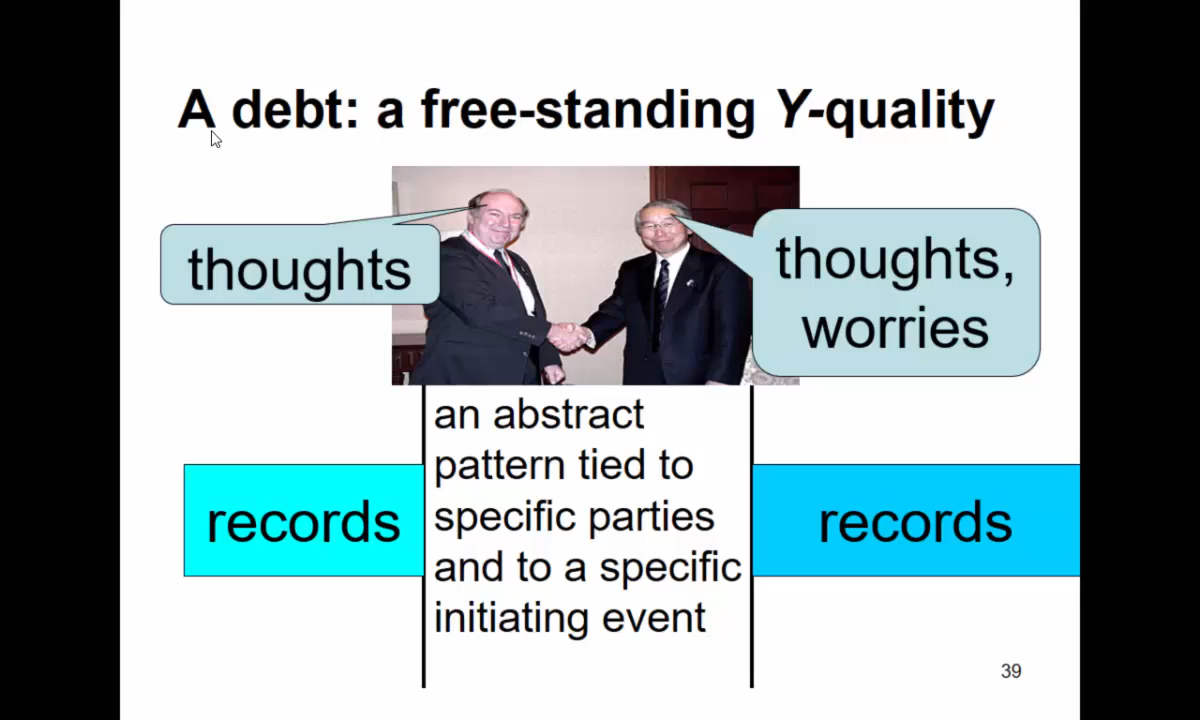 A debt: a free-standing Y-quality
thoughts
thoughts,
worries
an abstract
pattern tied to
specific parties
and to a specific
initiating event
records
records
39